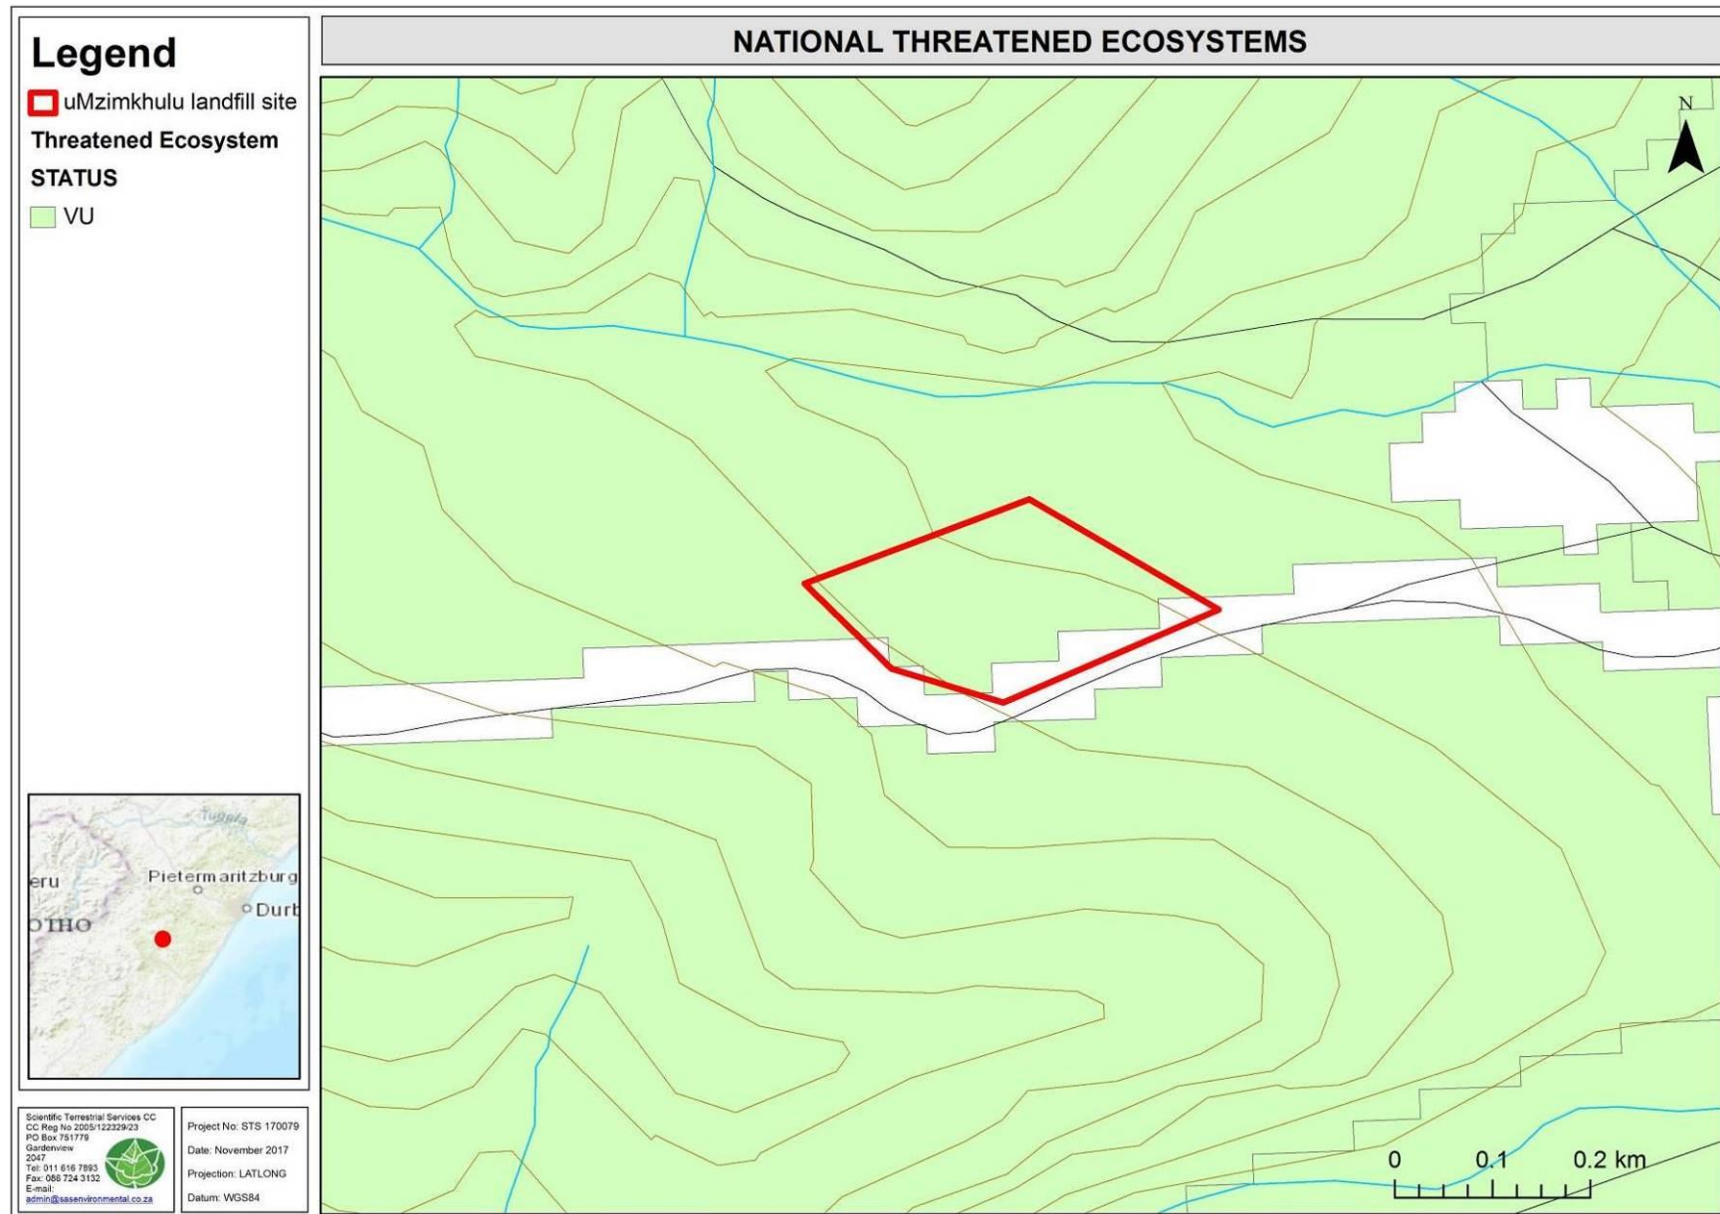 Legend
uMzimkhulu landfill site
Threatened Ecosystem
STATUS
VU
NATIONAL THREATENED ECOSYSTEMS
N
Tugela
eru
Pietermaritzburg
Durb
OTHO
0 0.1 0.2 km
Scientific Terrestrial Services CC
CC Reg No 2005/122329/23
PO Box 751779
Gardenview
2047
Tel: 011 616 7893
Fax: 086 724 3132
E-mail:
admin@sasenvironmental.co.za
Project No: STS 170079
Date: November 2017
Projection: LATLONG
Datum: WGS84